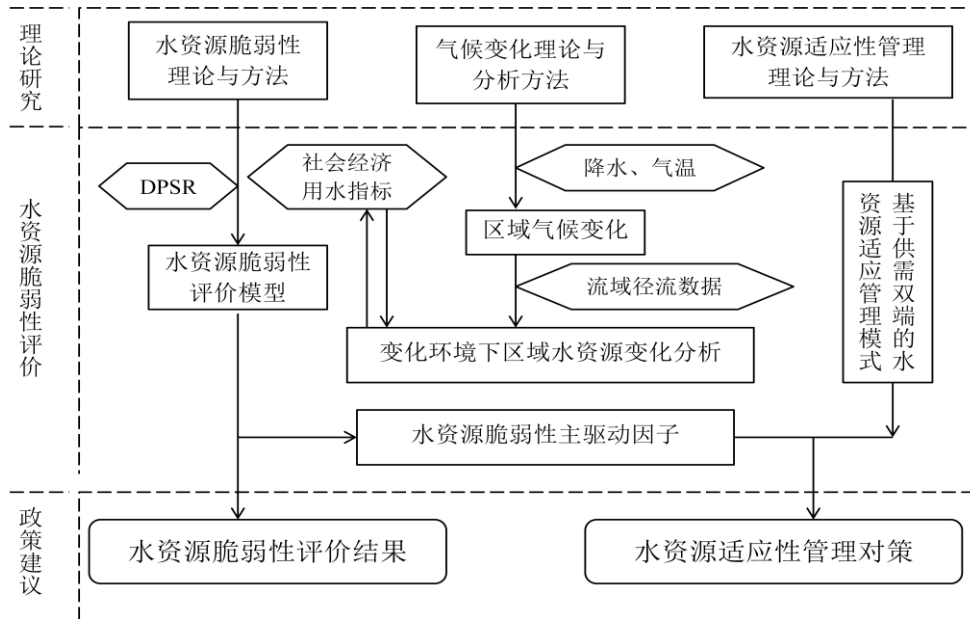 理论研究
水资源脆弱性
理论与方法
气候变化理论与
分析方法
水资源适应性管理
理论与方法
水资源脆弱性评价
DPSR
社会经济
用水指标
降水、气温
区域气候变化
水资源脆弱性
评价模型
流域径流数据
变化环境下区域水资源变化分析
基于供需双端的水
资源适应管理模式
水资源脆弱性主驱动因子
政策建议
水资源脆弱性评价结果
水资源适应性管理对策